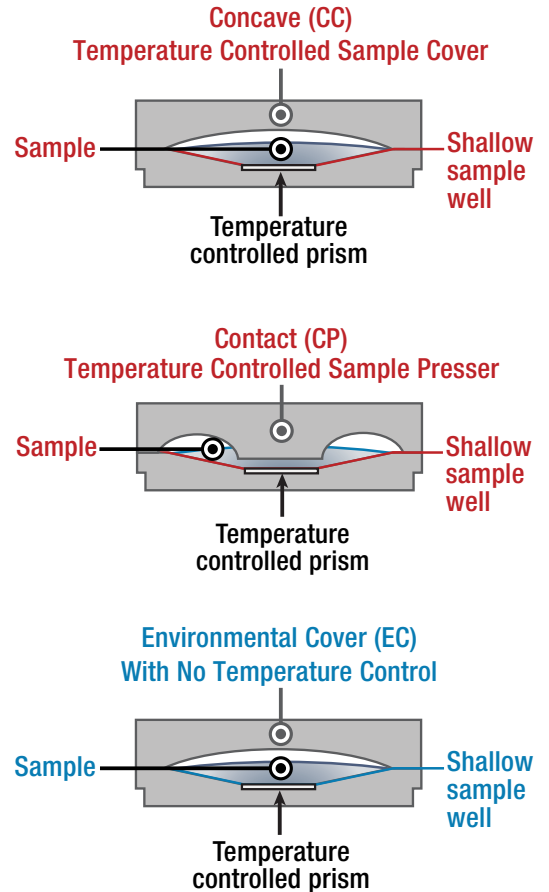 Concave (CC)
Temperature Controlled Sample Cover
Sample
Shallow
sample
well
Temperature
controlled prism
Contact (CP)
Temperature Controlled Sample Presser
Sample
Shallow
sample
well
Temperature
controlled prism
Environmental Cover (EC)
With No Temperature Control
Sample
Shallow
sample
well
Temperature
controlled prism